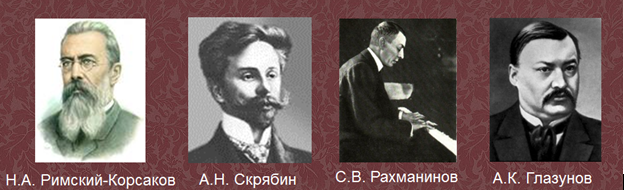 Н.А. Римский-Корсаков
А.Н. Скрябин
С.В. Рахманинов
А.К. Глазунов